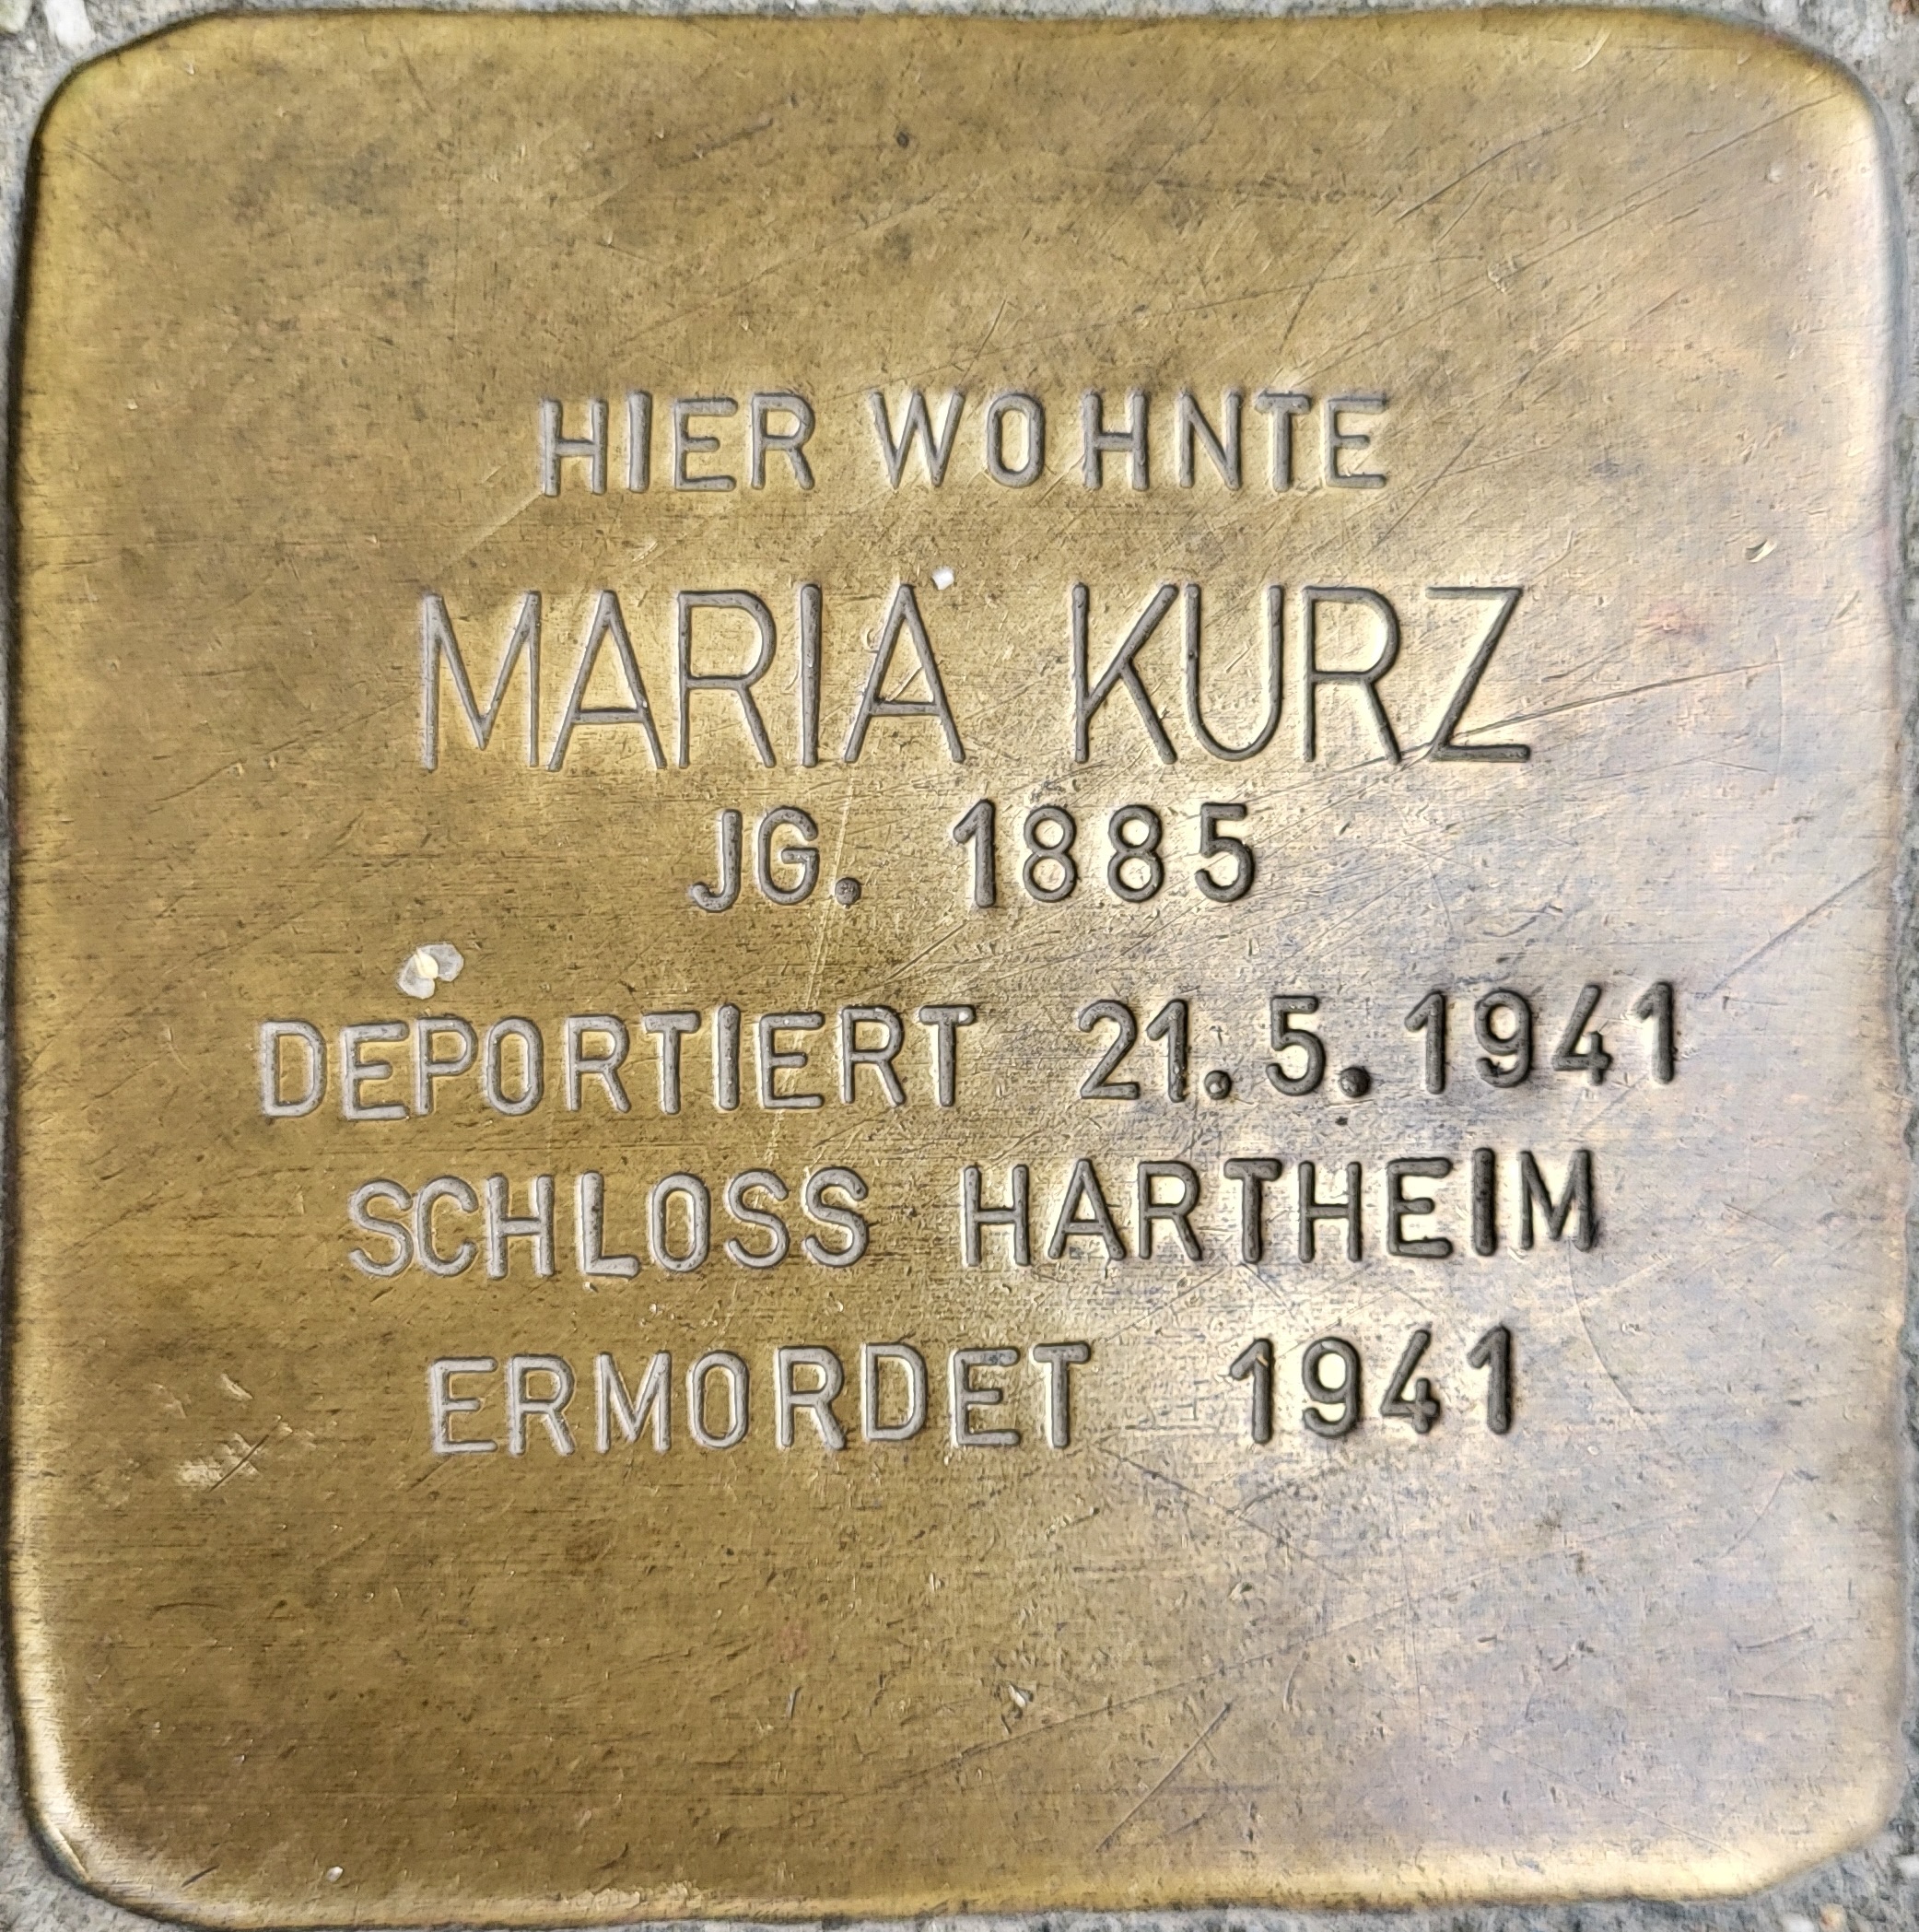 HIER WOHNTE
MARIA KURZ
JG. 1885
DEPORTIERT 21.5.1941
SCHLOSS HARTHEIM
ERMORDET 1941